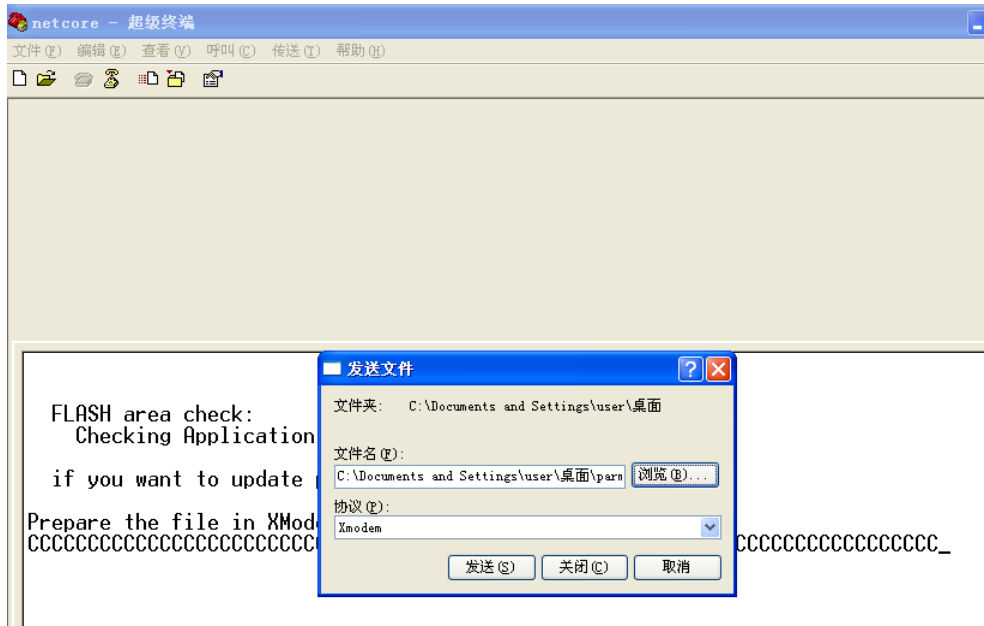 netcore - 超级终端
文件(F) 编辑(E) 查看(V) 呼叫(C) 传送(T) 帮助(H)
发送文件
文件夹: C:\Documents and Settings\user\桌面
文件名(F):
C:\Documents and Settings\user\桌面\parm 浏览(B)...
协议(P):
Xmodem
发送(S) 关闭(C) 取消
FLASH area check:
Checking Application
if you want to update
Prepare the file in XMod